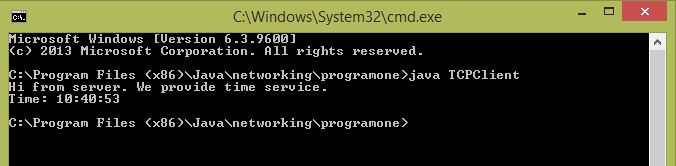 C:\Windows\System32\cmd.exe
Microsoft Windows [Version 6.3.9600]
(c) 2013 Microsoft Corporation. All rights reserved.
C:\Program Files (x86)\Java\networking\programone>java TCPClient
Hi from server. We provide time service.
Time: 10:40:53
C:\Program Files (x86)\Java\networking\programone>